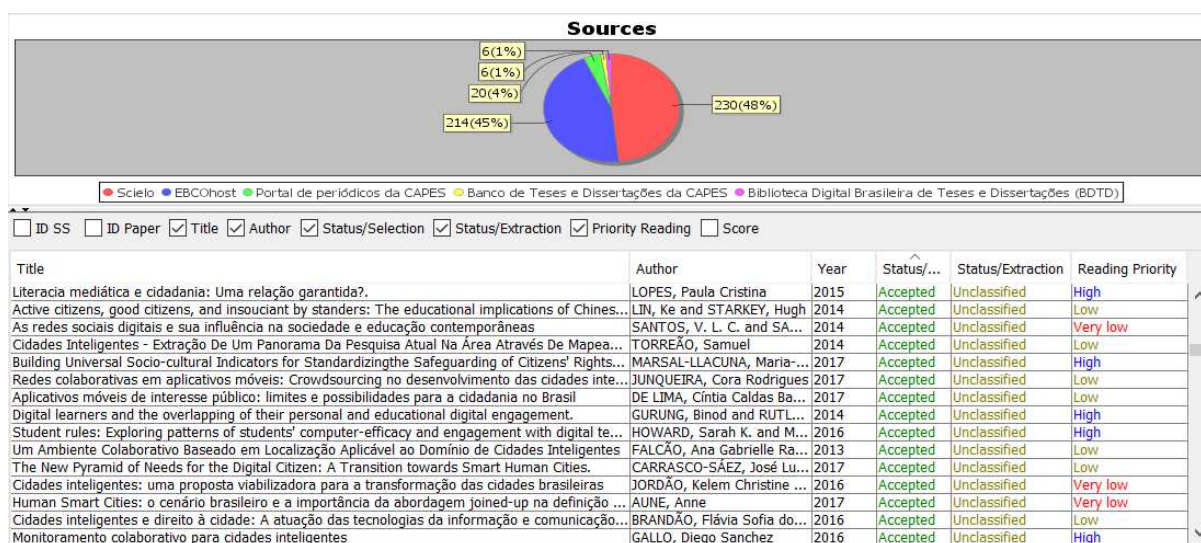 Sources
6(1%)
6(1%)
20(4%)
214(45%)
230(48%)
Scielo EBCOhost Portal de periódicos da CAPES Banco de Teses e Dissertações da CAPES Biblioteca Digital Brasileira de Teses e Dissertações (BDTD)
ID SS ID Paper Title Author Status/Selection Status/Extraction Priority Reading Score
Title Author Year Status/... Status/Extraction Reading Priority
Literacia mediática e cidadania: Uma relação garantida?. LOPES, Paula Cristina 2015 Accepted Unclassified High
Active citizens, good citizens, and insouciant by standers: The educational implications of Chines... LIN, Ke and STARKEY, Hugh 2014 Accepted Unclassified Low
As redes sociais digitais e sua influência na sociedade e educação contemporâneas SANTOS, V. L. C. and SA... 2014 Accepted Unclassified Very low
Cidades Inteligentes - Extração De Um Panorama Da Pesquisa Atual Na Área Através De Mapea... TORREÃO, Samuel 2014 Accepted Unclassified Low
Building Universal Socio-cultural Indicators for Standardizingthe Safeguarding of Citizens' Rights... MARSAL-LLACUNA, Maria-... 2017 Accepted Unclassified High
Redes colaborativas em aplicativos móveis: Crowdsourcing no desenvolvimento das cidades inte... JUNQUEIRA, Cora Rodrigues 2017 Accepted Unclassified Low
Aplicativos móveis de interesse público: limites e possibilidades para a cidadania no Brasil DE LIMA, Cíntia Caldas Ba... 2017 Accepted Unclassified Low
Digital learners and the overlapping of their personal and educational digital engagement. GURUNG, Binod and RUTL... 2014 Accepted Unclassified High
Student rules: Exploring patterns of students' computer-efficacy and engagement with digital te... HOWARD, Sarah K. and M... 2016 Accepted Unclassified High
Um Ambiente Colaborativo Baseado em Localização Aplicável ao Domínio de Cidades Inteligentes FALCÃO, Ana Gabrielle Ra... 2013 Accepted Unclassified Low
The New Pyramid of Needs for the Digital Citizen: A Transition towards Smart Human Cities. CARRASCO-SÁEZ, José Lu... 2017 Accepted Unclassified Low
Cidades inteligentes: uma proposta viabilizadora para a transformação das cidades brasileiras JORDÃO, Kelem Christine ... 2016 Accepted Unclassified Very low
Human Smart Cities: o cenário brasileiro e a importância da abordagem joined-up na definição ... AUNE, Anne 2017 Accepted Unclassified Very low
Cidades inteligentes e direito à cidade: A atuação das tecnologias da informação e comunicação... BRANDÃO, Flávia Sofia do... 2016 Accepted Unclassified Low
Monitoramento colaborativo para cidades inteligentes GALLO, Diego Sanchez 2016 Accepted Unclassified High